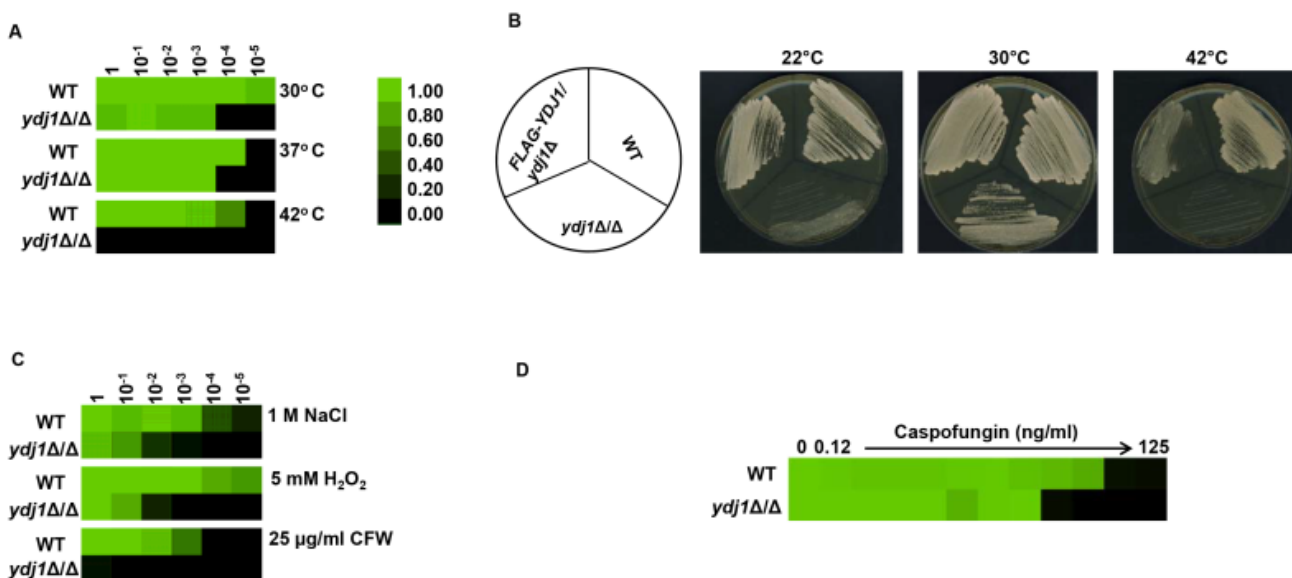 A
1 10⁻¹ 10⁻² 10⁻³ 10⁻⁴ 10⁻⁵
WT 30° C
ydj1Δ/Δ
WT 37° C
ydj1Δ/Δ
WT 42° C
ydj1Δ/Δ
1.00
0.80
0.60
0.40
0.20
0.00
B
FLAG-YDJ1/
ydj1Δ
WT
ydj1Δ/Δ
22°C 30°C 42°C
C
1 10⁻¹ 10⁻² 10⁻³ 10⁻⁴ 10⁻⁵
WT 1 M NaCl
ydj1Δ/Δ
WT 5 mM H₂O₂
ydj1Δ/Δ
WT 25 µg/ml CFW
ydj1Δ/Δ
D
Caspofungin (ng/ml)
0 0.12 125
WT
ydj1Δ/Δ